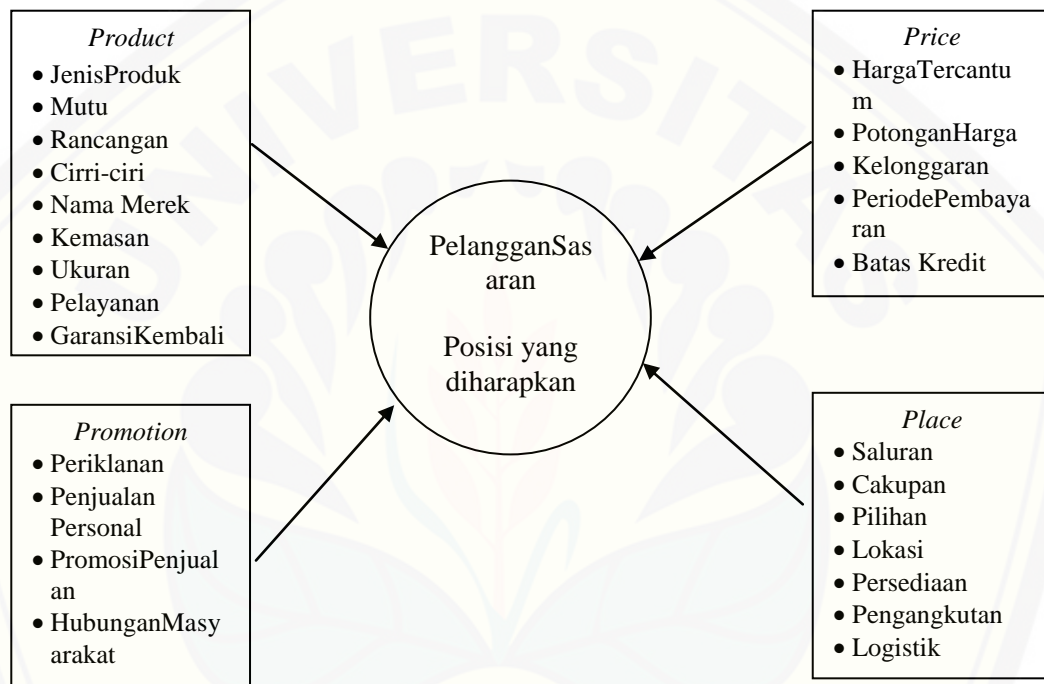 Product
• JenisProduk
• Mutu
• Rancangan
• Cirri-ciri
• Nama Merek
• Kemasan
• Ukuran
• Pelayanan
• GaransiKembali
Price
• HargaTercantu
m
• PotonganHarga
• Kelonggaran
• PeriodePembaya
ran
• Batas Kredit
PelangganSas
aran
Posisi yang
diharapkan
Promotion
• Periklanan
• Penjualan
Personal
• PromosiPenjual
an
• HubunganMasy
arakat
Place
• Saluran
• Cakupan
• Pilihan
• Lokasi
• Persediaan
• Pengangkutan
• Logistik
UNIVERSITAS